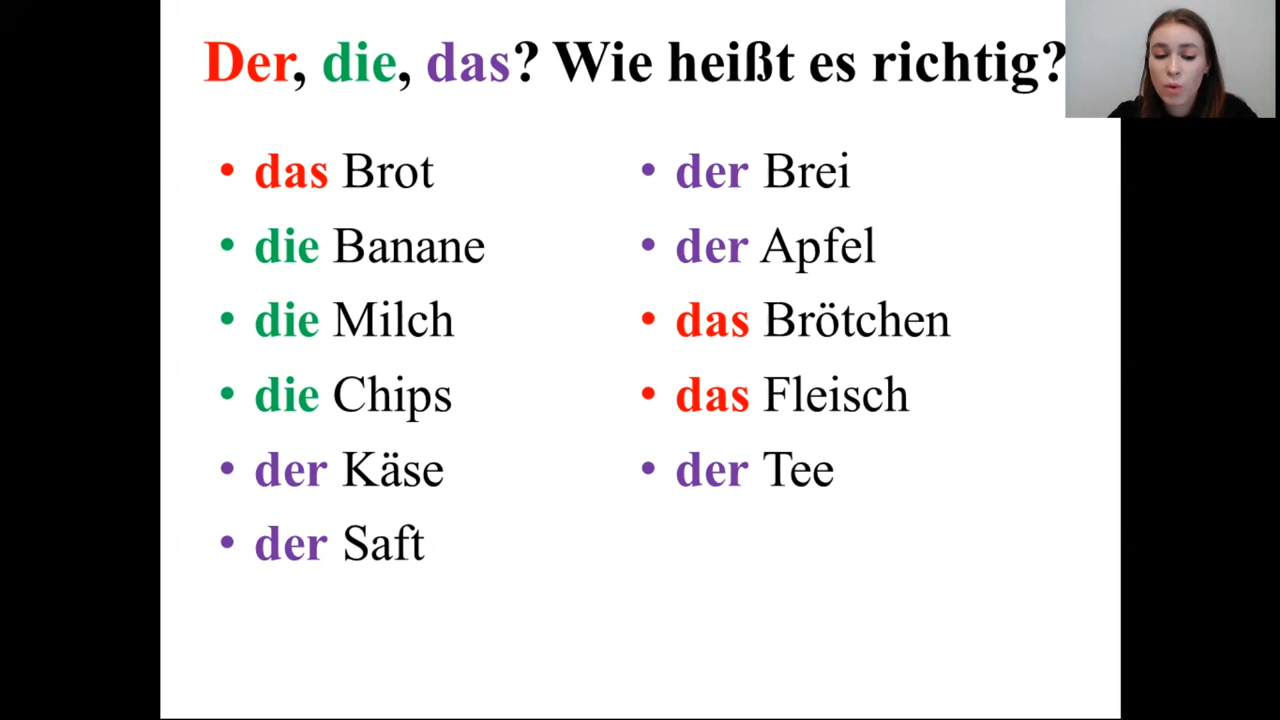 Der, die, das? Wie heißt es richtig?
• das Brot
• die Banane
• die Milch
• die Chips
• der Käse
• der Saft
• der Brei
• der Apfel
• das Brötchen
• das Fleisch
• der Tee